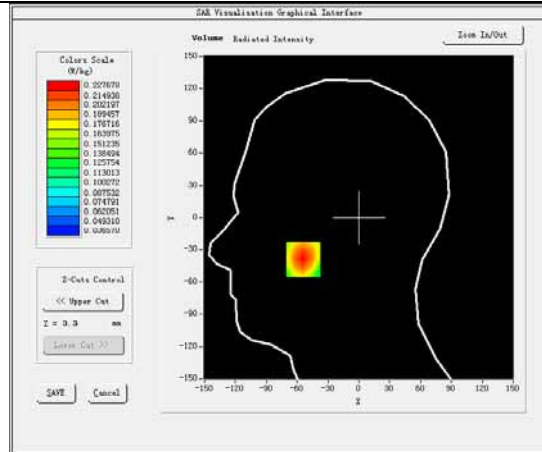 SAR Visualisation Graphical Interface
Volume Radiated Intensity
Zoom In/Out
Colors Scale
(W/kg)
0.227678
0.214938
0.202197
0.189457
0.176716
0.163975
0.151235
0.138494
0.125754
0.113013
0.100272
0.087532
0.074791
0.062051
0.049310
0.036570
Z-Cuts Control
<< Upper Cut
Z = 3.3 mm
Lower Cut >>
SAVE
Cancel
150
120
90
60
30
0
-30
-60
-90
-120
-150
Y
-150 -120 -90 -60 -30 0 30 60 90 120 150
X